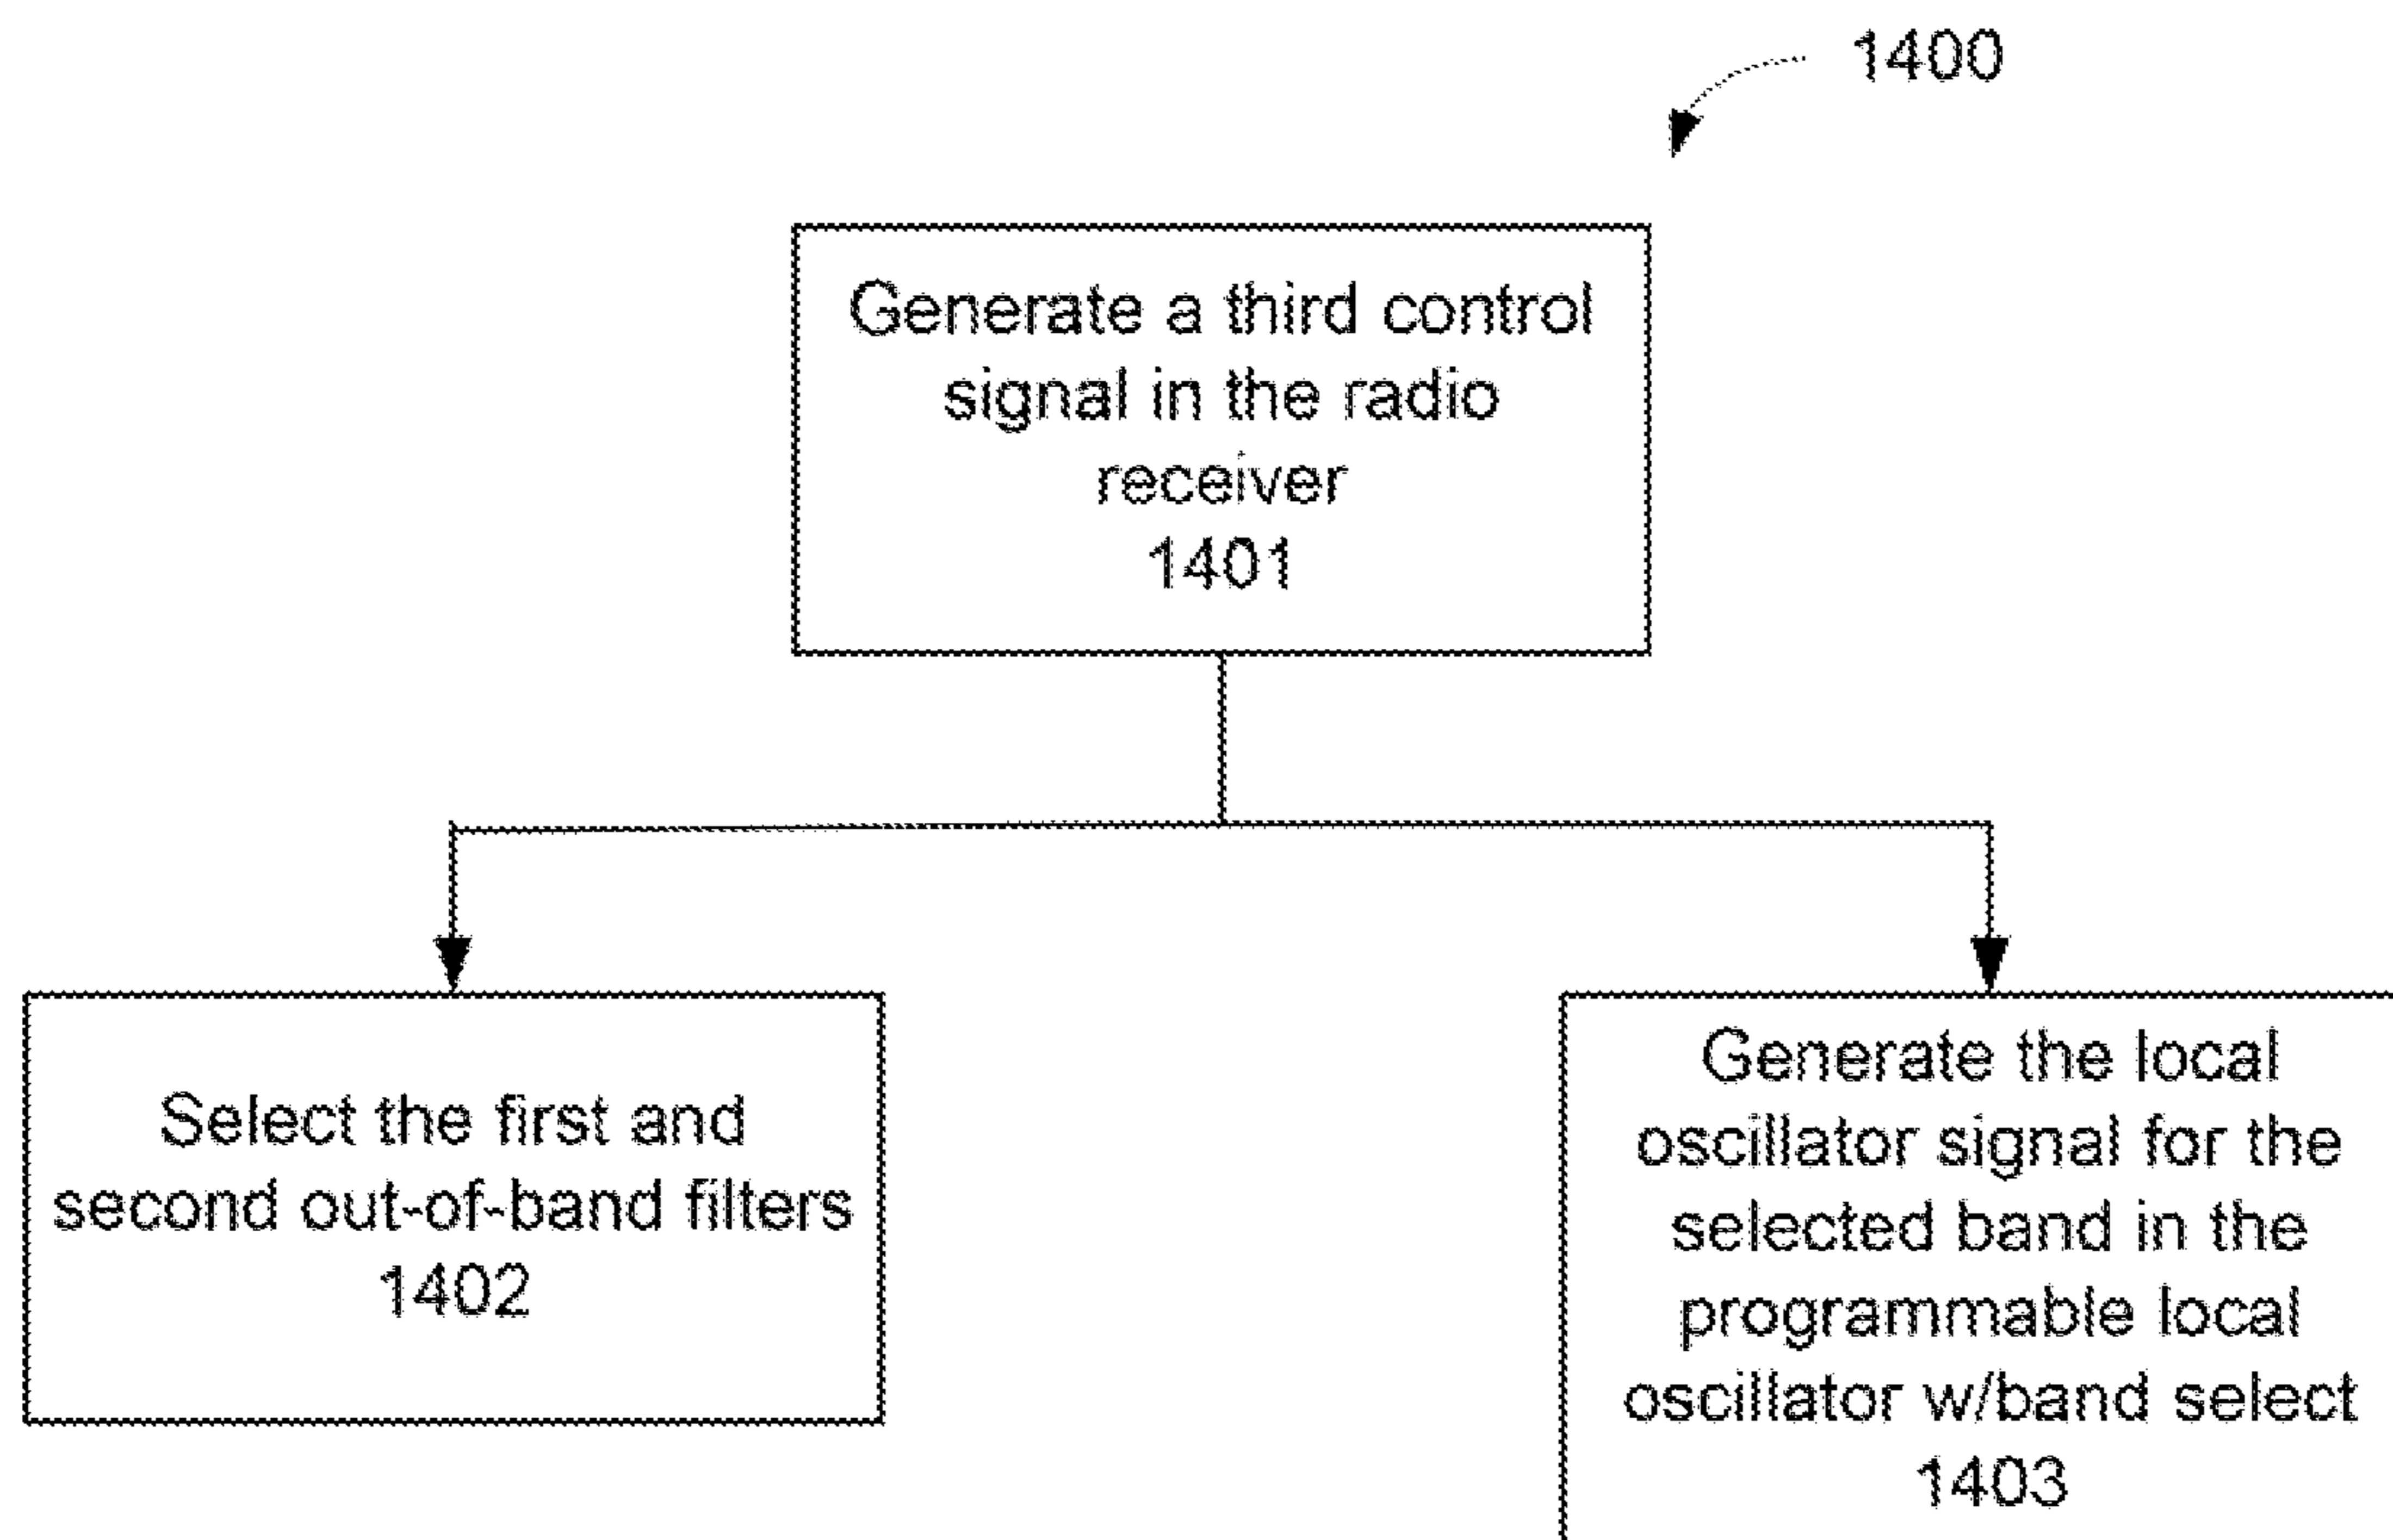 1400
Generate a third control
signal in the radio
receiver
1401
Select the first and
second out-of-band filters
1402
Generate the local
oscillator signal for the
selected band in the
programmable local
oscillator w/band select
1403